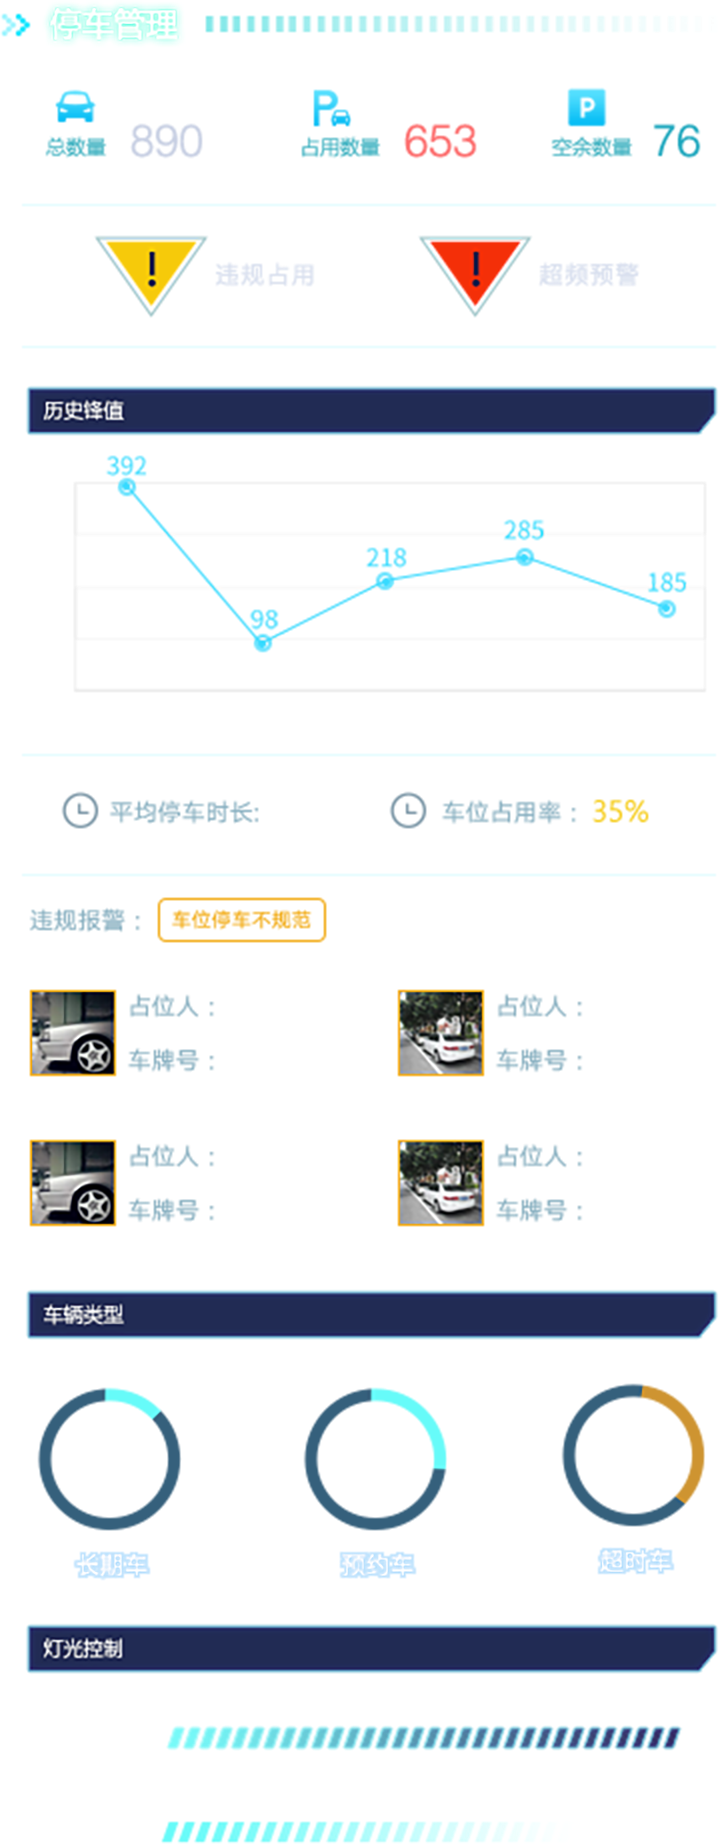 停车管理
总数量 890 占用数量 653 空余数量 76
违规占用 超频预警
历史锋值
392
98
218
285
185
平均停车时长: 车位占用率： 35%
违规报警： 车位停车不规范
占位人： 占位人：
车牌号： 车牌号：
占位人： 占位人：
车牌号： 车牌号：
车辆类型
长期车 预约车 超时车
灯光控制